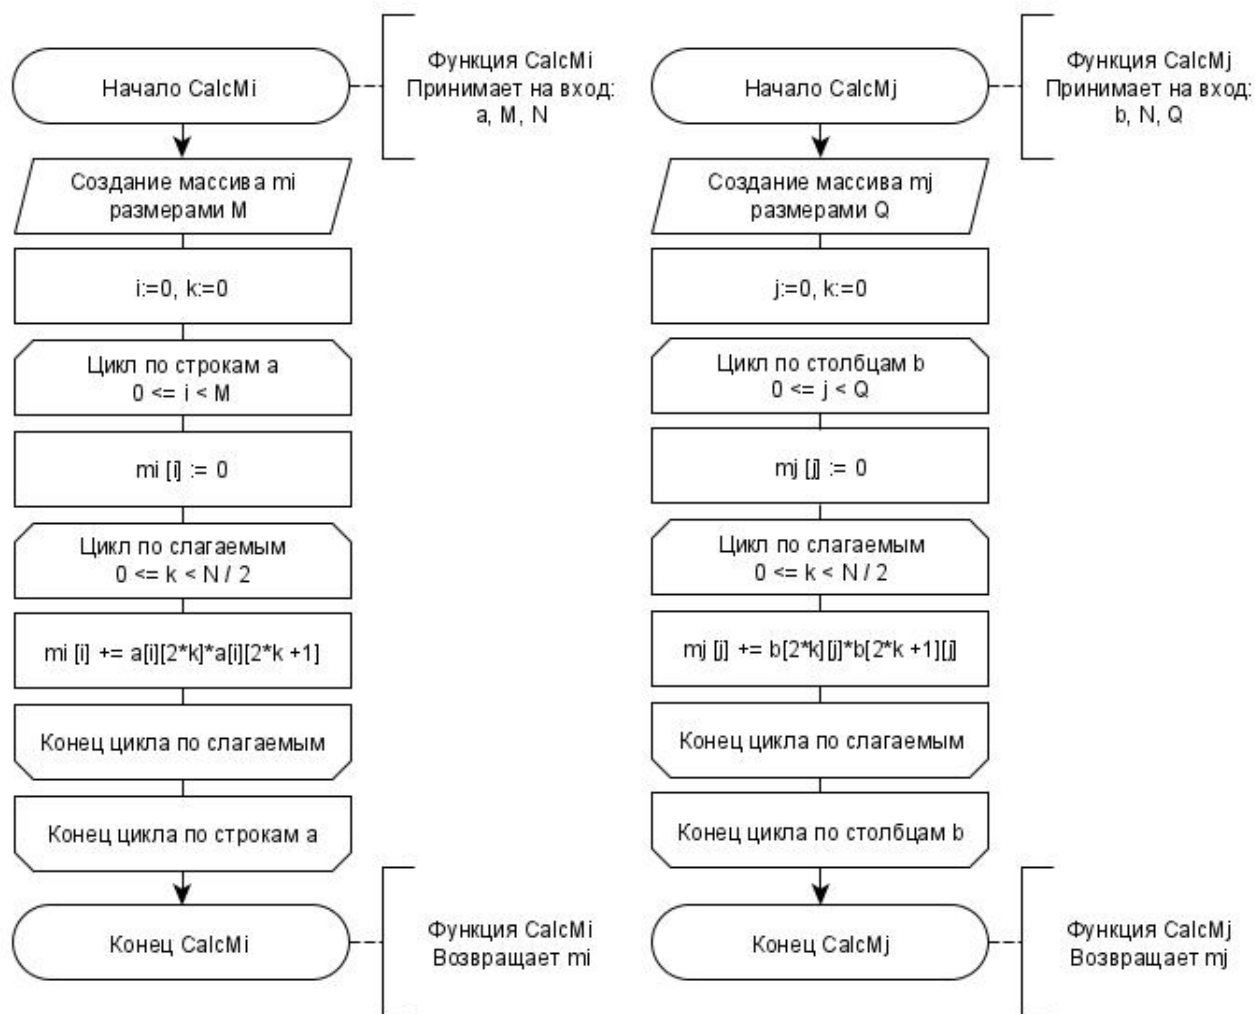 Начало CalcMi
Функция CalcMi
Принимает на вход:
a, M, N
Создание массива mi
размерами M
i:=0, k:=0
Цикл по строкам a
0 <= i < M
mi [i] := 0
Цикл по слагаемым
0 <= k < N / 2
mi [i] += a[i][2*k]*a[i][2*k +1]
Конец цикла по слагаемым
Конец цикла по строкам a
Конец CalcMi
Функция CalcMi
Возвращает mi
Начало CalcMj
Функция CalcMj
Принимает на вход:
b, N, Q
Создание массива mj
размерами Q
j:=0, k:=0
Цикл по столбцам b
0 <= j < Q
mj [j] := 0
Цикл по слагаемым
0 <= k < N / 2
mj [j] += b[2*k][j]*b[2*k +1][j]
Конец цикла по слагаемым
Конец цикла по столбцам b
Конец CalcMj
Функция CalcMj
Возвращает mj